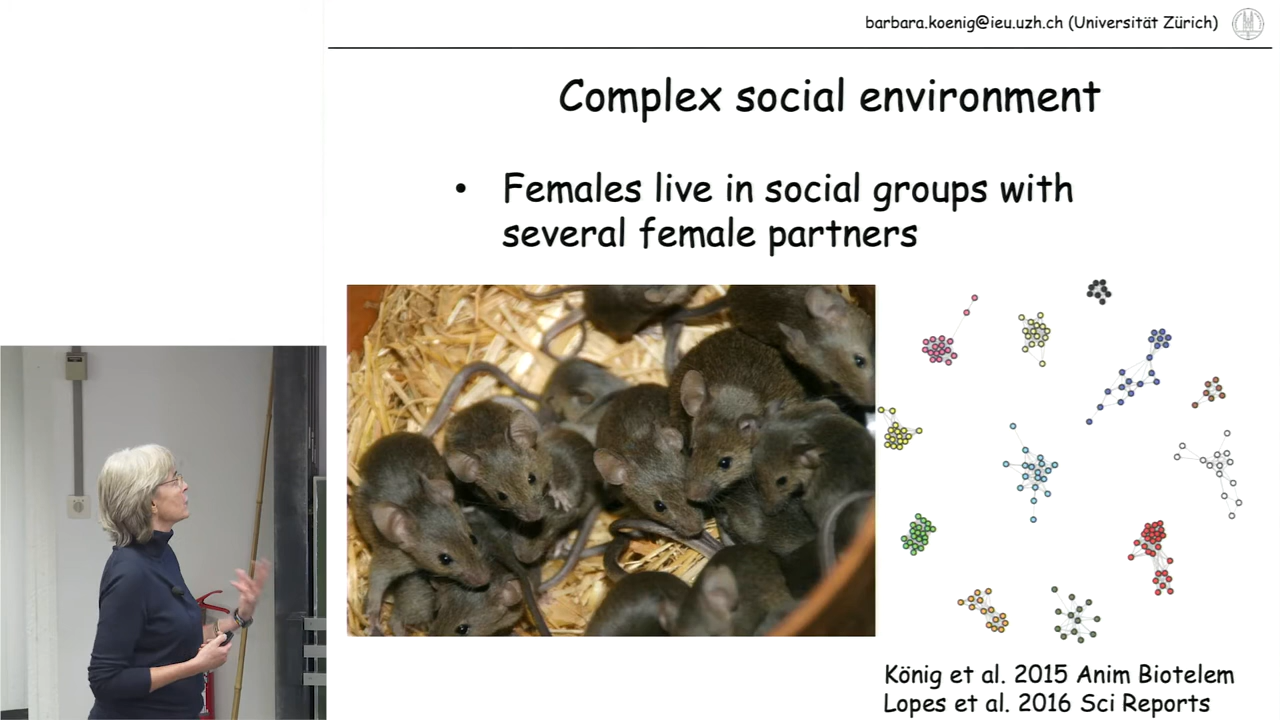 barbara.koenig@ieu.uzh.ch (Universität Zürich)
Complex social environment
• Females live in social groups with
several female partners
König et al. 2015 Anim Biotelem
Lopes et al. 2016 Sci Reports